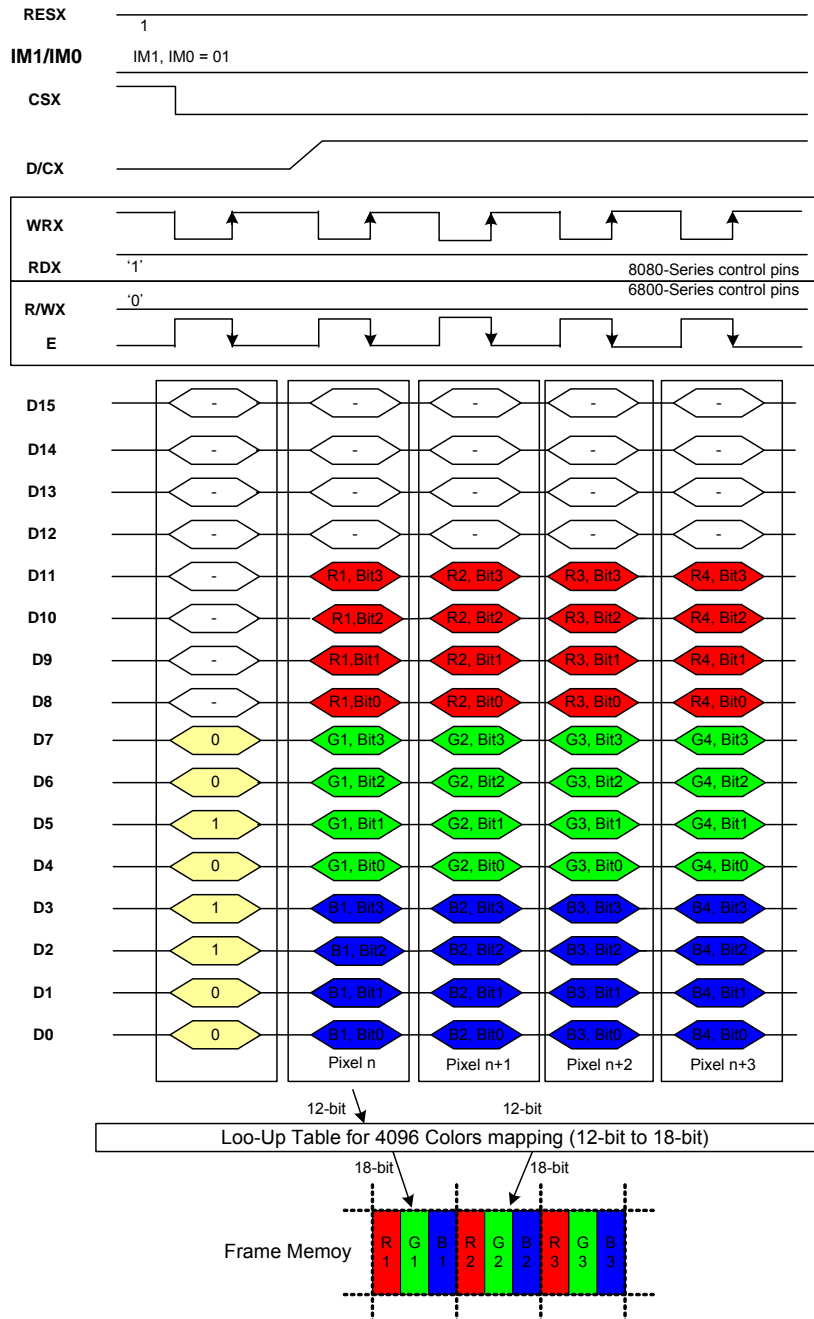 RESX
1
IM1/IM0 IM1, IM0 = 01
CSX
D/CX
WRX
RDX '1' 8080-Series control pins
R/WX '0' 6800-Series control pins
E
D15 - - - - -
D14 - - - - -
D13 - - - - -
D12 - - - - -
D11 - R1, Bit3 R2, Bit3 R3, Bit3 R4, Bit3
D10 - R1,Bit2 R2, Bit2 R3, Bit2 R4, Bit2
D9 - R1,Bit1 R2, Bit1 R3, Bit1 R4, Bit1
D8 - R1,Bit0 R2, Bit0 R3, Bit0 R4, Bit0
D7 0 G1, Bit3 G2, Bit3 G3, Bit3 G4, Bit3
D6 0 G1, Bit2 G2, Bit2 G3, Bit2 G4, Bit2
D5 1 G1, Bit1 G2, Bit1 G3, Bit1 G4, Bit1
D4 0 G1, Bit0 G2, Bit0 G3, Bit0 G4, Bit0
D3 1 B1, Bit3 B2, Bit3 B3, Bit3 B4, Bit3
D2 1 B1, Bit2 B2, Bit2 B3, Bit2 B4, Bit2
D1 0 B1, Bit1 B2, Bit1 B3, Bit1 B4, Bit1
D0 0 B1, Bit0 B2, Bit0 B3, Bit0 B4, Bit0
Pixel n Pixel n+1 Pixel n+2 Pixel n+3
12-bit 12-bit
Loo-Up Table for 4096 Colors mapping (12-bit to 18-bit)
18-bit 18-bit
Frame Memoy R G B R G B R G B
1 1 1 2 2 2 3 3 3